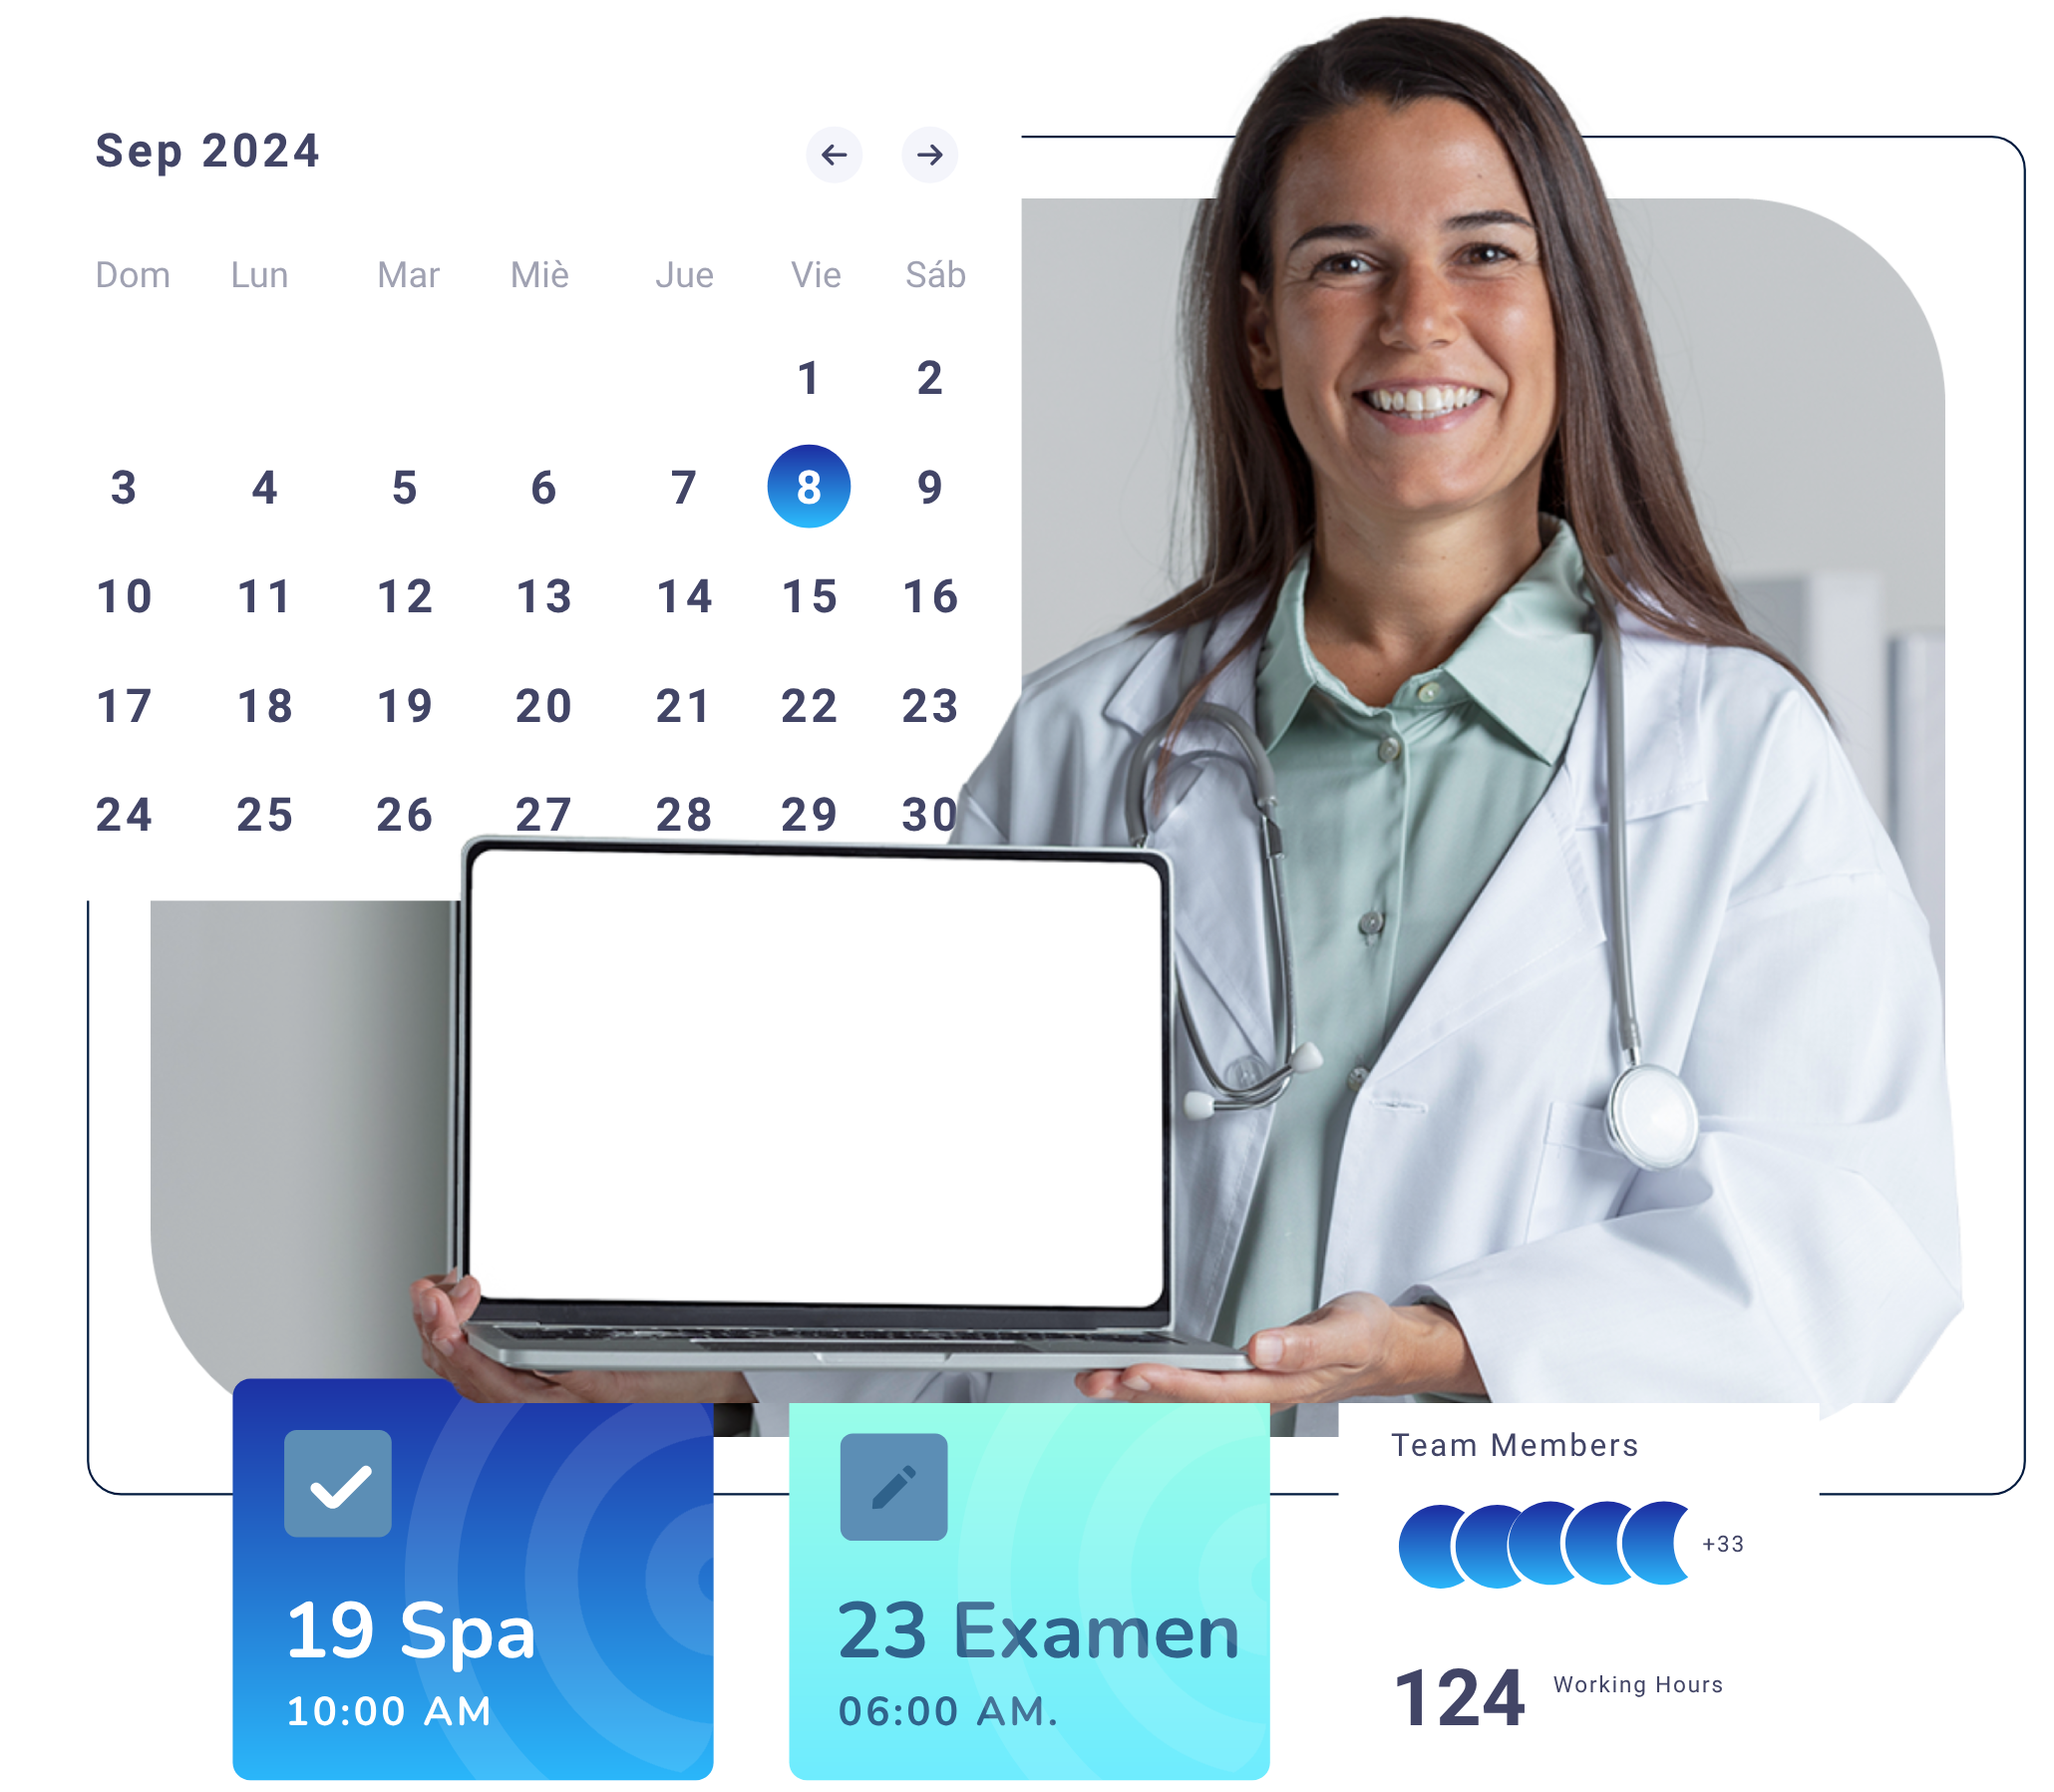 Sep 2024
Dom Lun Mar Miè Jue Vie Sáb
1 2
3 4 5 6 7 8 9
10 11 12 13 14 15 16
17 18 19 20 21 22 23
24 25 26 27 28 29 30
19 Spa
10:00 AM
23 Examen
06:00 AM.
Team Members
+33
124 Working Hours